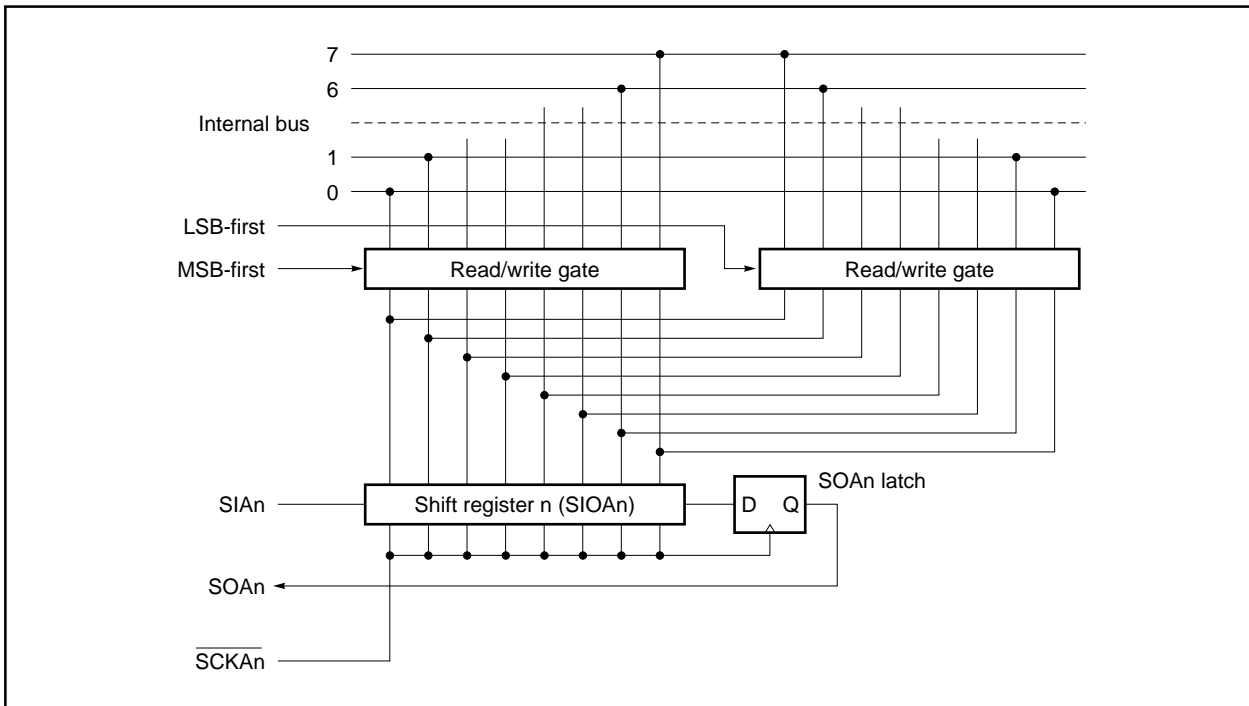 7
6
Internal bus
1
0
LSB-first
MSB-first
Read/write gate
Read/write gate
SOAn latch
SIAn
Shift register n (SIOAn)
D Q
SOAn
SCKAn